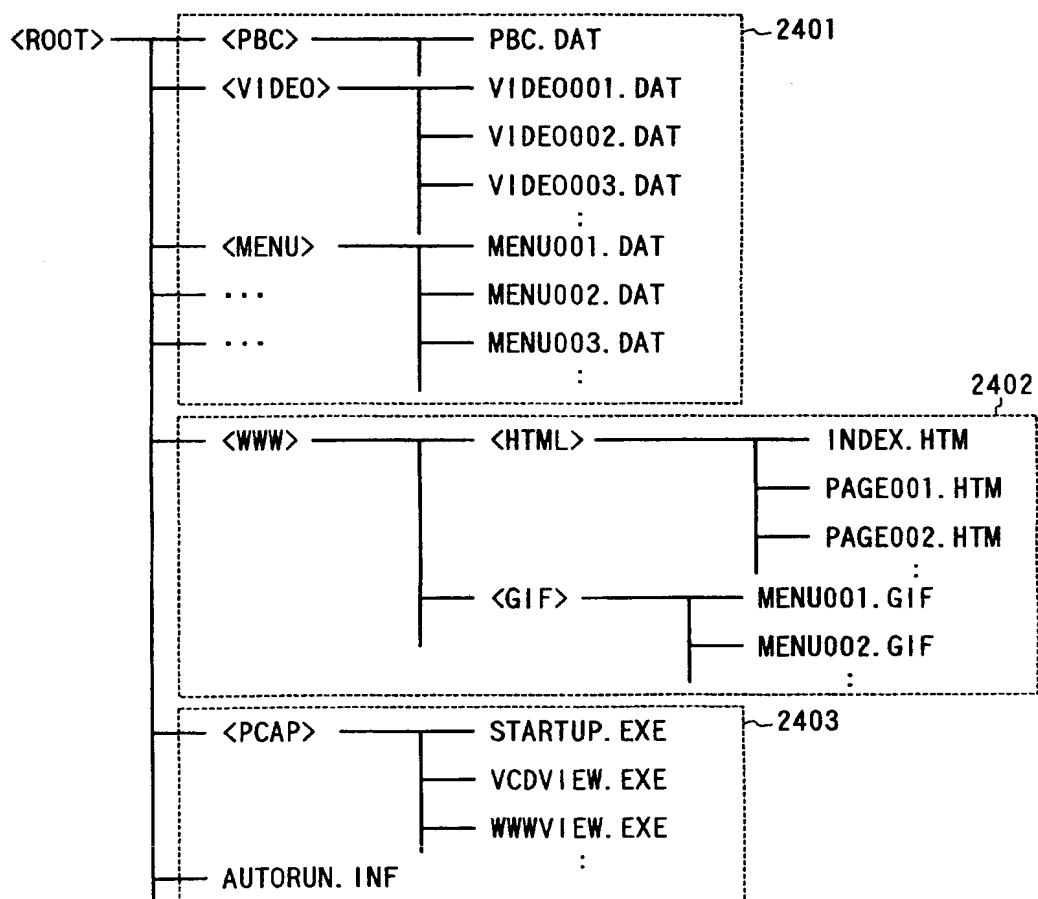 <ROOT> <PBC> PBC.DAT 2401
<VIDEO> VIDEO001.DAT
VIDEO002.DAT
VIDEO003.DAT
:
<MENU> MENU001.DAT
... MENU002.DAT
... MENU003.DAT
:
2402
<WWW> <HTML> INDEX.HTM
PAGE001.HTM
PAGE002.HTM
:
<GIF> MENU001.GIF
MENU002.GIF
:
<PCAP> STARTUP.EXE 2403
VCDVIEW.EXE
WWWVIEW.EXE
:
AUTORUN.INF